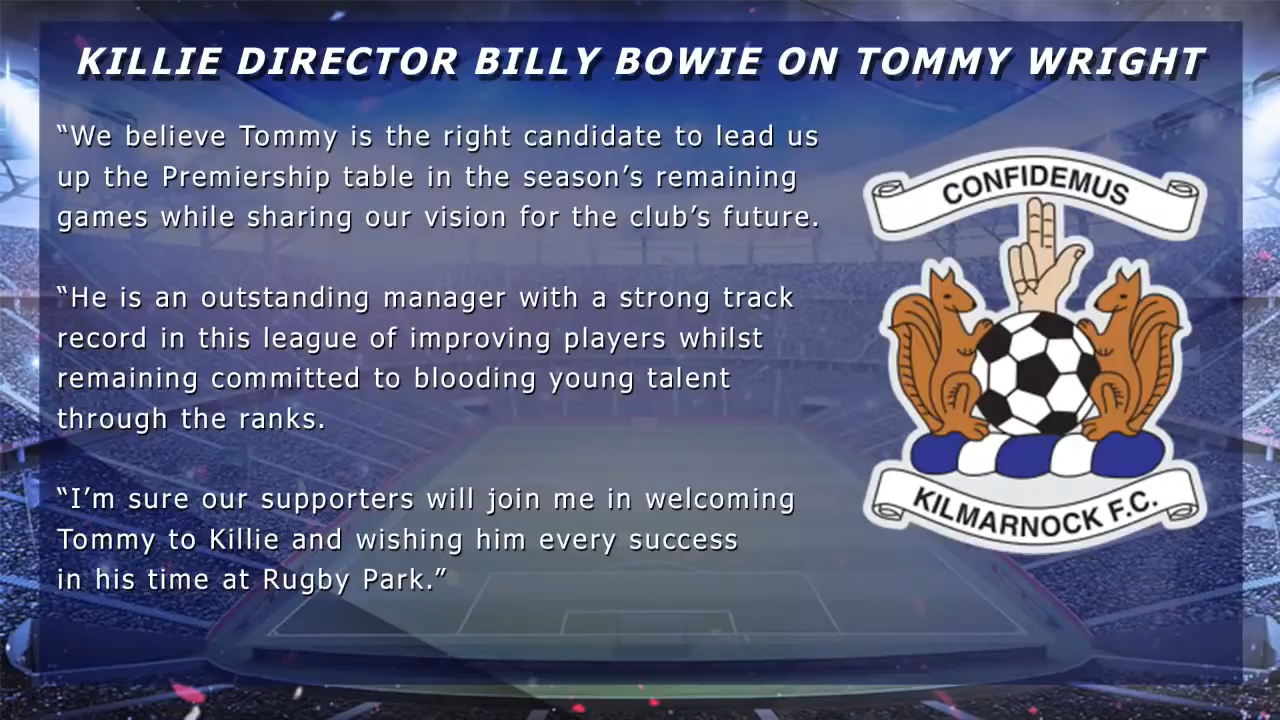 KILLIE DIRECTOR BILLY BOWIE ON TOMMY WRIGHT
“We believe Tommy is the right candidate to lead us
up the Premiership table in the season’s remaining
games while sharing our vision for the club’s future.
“He is an outstanding manager with a strong track
record in this league of improving players whilst
remaining committed to blooding young talent
through the ranks.
“I’m sure our supporters will join me in welcoming
Tommy to Killie and wishing him every success
in his time at Rugby Park.”
CONFIDEMUS
KILMARNOCK F.C.